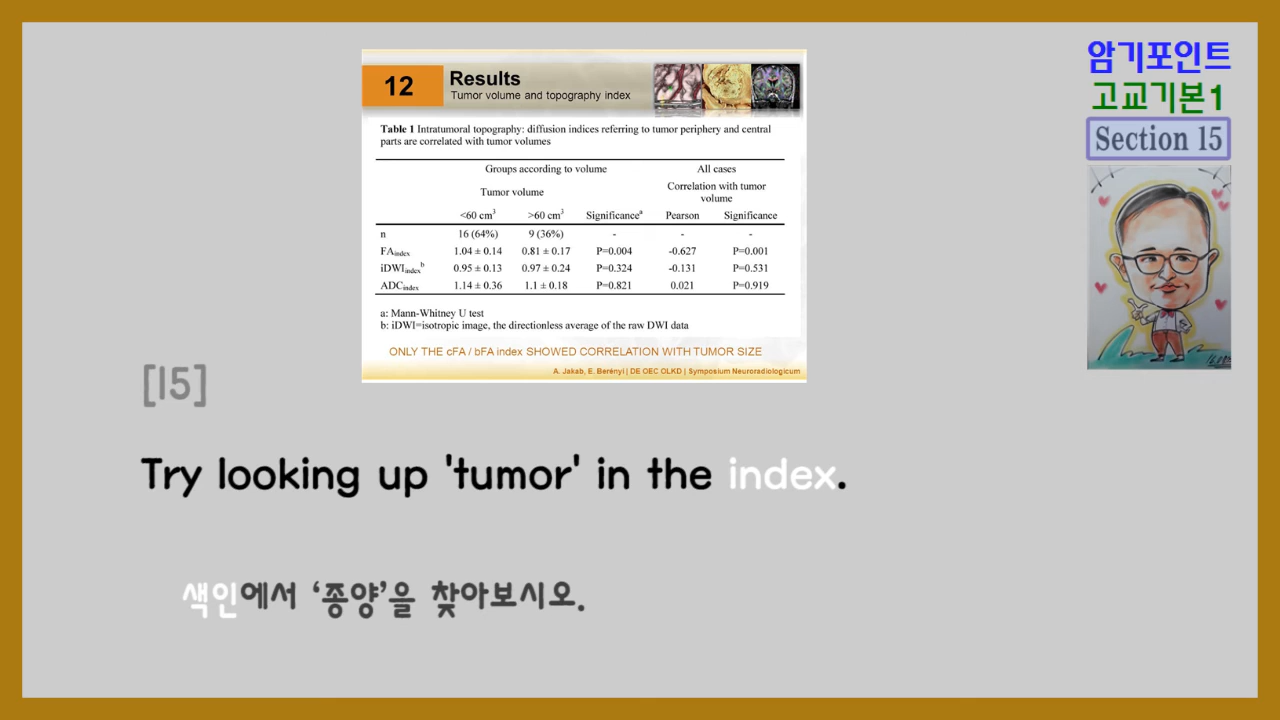 암기포인트
고교기본1
Section 15
12
Results
Tumor volume and topography index
Table 1 Intratumoral topography: diffusion indices referring to tumor periphery and central
parts are correlated with tumor volumes
Groups according to volume All cases
Tumor volume Correlation with tumor
volume
<60 cm³ >60 cm³ Significanceᵃ Pearson Significance
n 16 (64%) 9 (36%) - - -
FAindex 1.04 ± 0.14 0.81 ± 0.17 P=0.004 -0.627 P=0.001
iDWIindexᵇ 0.95 ± 0.13 0.97 ± 0.24 P=0.324 -0.131 P=0.531
ADCindex 1.14 ± 0.36 1.1 ± 0.18 P=0.821 0.021 P=0.919
a: Mann-Whitney U test
b: iDWI=isotropic image, the directionless average of the raw DWI data
ONLY THE cFA / bFA index SHOWED CORRELATION WITH TUMOR SIZE
A. Jakab, E. Berényi | DE OEC OLKD | Symposium Neuroradiologicum
[15]
Try looking up 'tumor' in the index.
색인에서 ‘종양’을 찾아보시오.